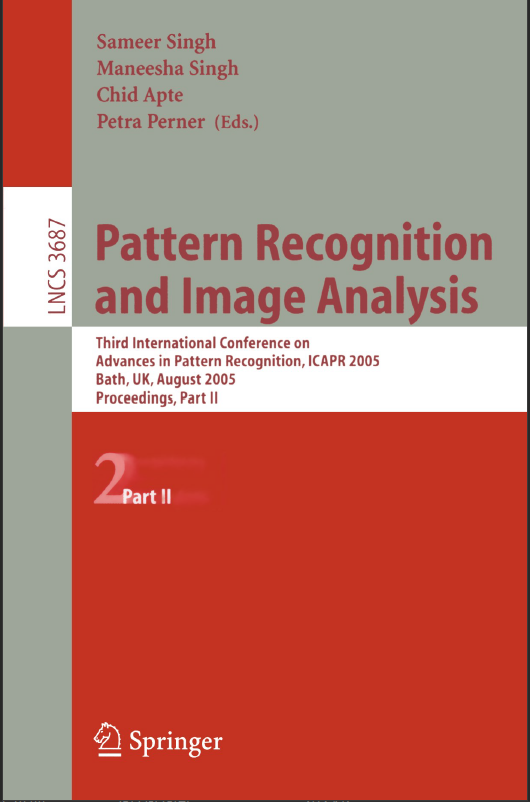 Sameer Singh
Maneesha Singh
Chid Apte
Petra Perner (Eds.)
LNCS 3687
Pattern Recognition
and Image Analysis
Third International Conference on
Advances in Pattern Recognition, ICAPR 2005
Bath, UK, August 2005
Proceedings, Part II
2 Part II
Springer